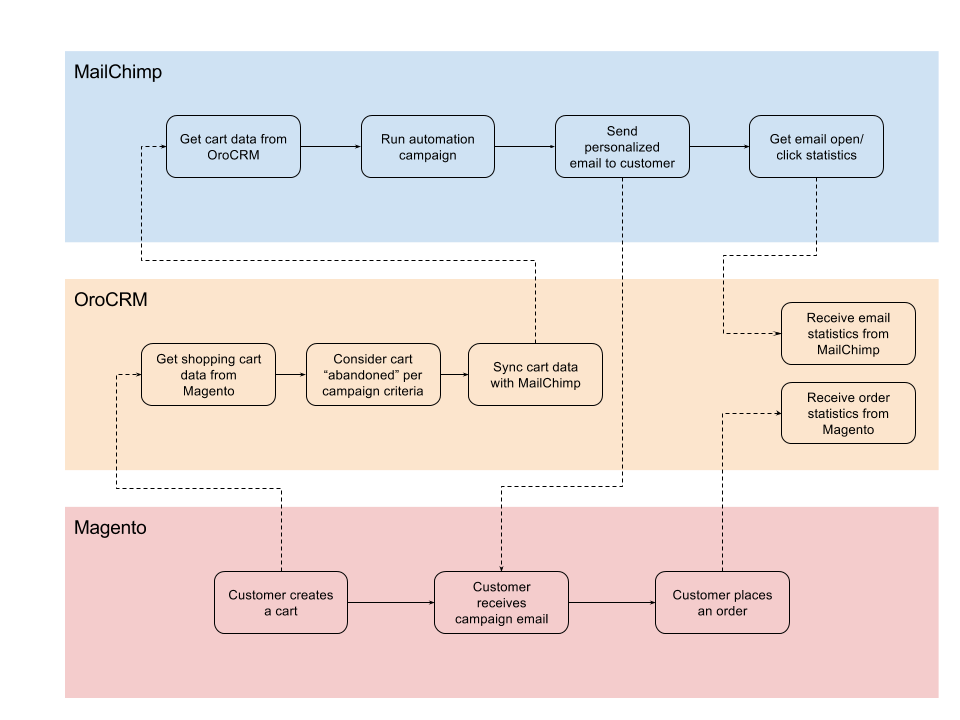 MailChimp
Get cart data from
OroCRM
Run automation
campaign
Send
personalized
email to customer
Get email open/
click statistics
OroCRM
Get shopping cart
data from
Magento
Consider cart
“abandoned” per
campaign criteria
Sync cart data
with MailChimp
Receive email
statistics from
MailChimp
Receive order
statistics from
Magento
Magento
Customer creates
a cart
Customer
receives
campaign email
Customer places
an order